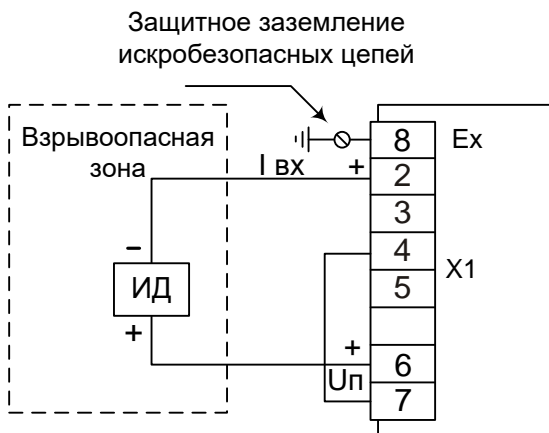 Защитное заземление
искробезопасных цепей
Взрывоопасная
зона
8
Ex
I вх
+
2
3
4
–
X1
ИД
5
+
+
6
Uп
7